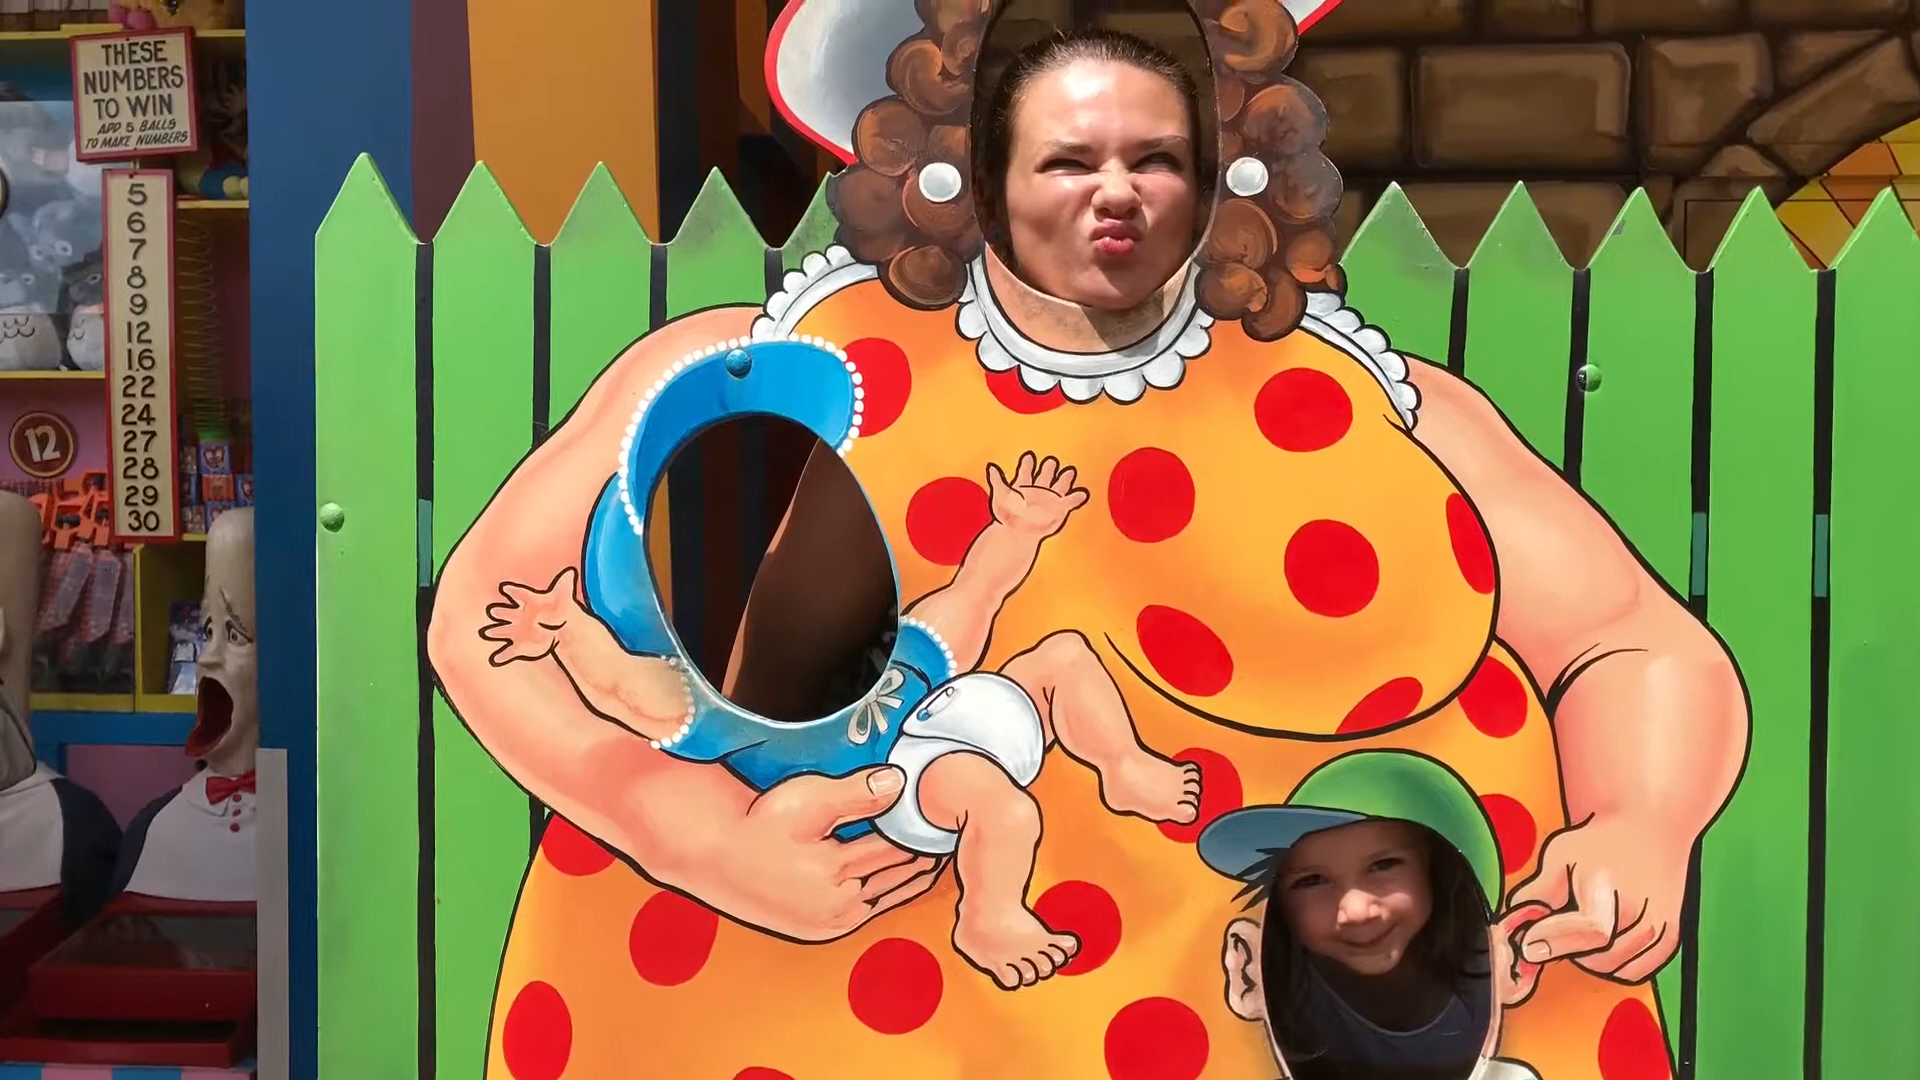 THESE
NUMBERS
TO WIN
ADD 5 BALLS
TO MAKE NUMBERS
5
6
7
8
9
12
16
22
24
27
28
29
30
12